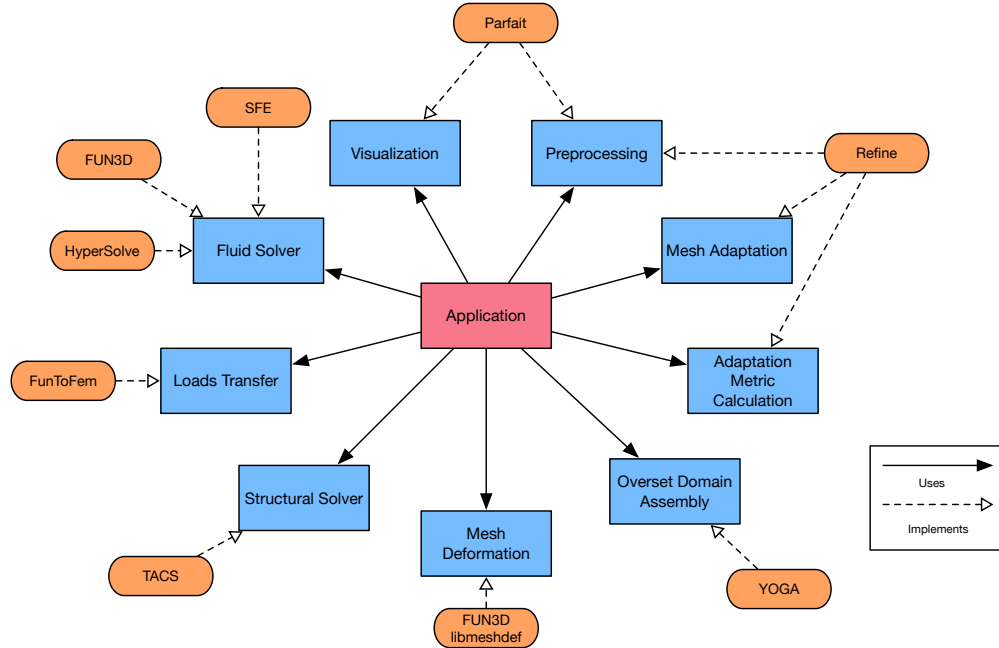 Parfait
SFE
Visualization
Preprocessing
FUN3D
Refine
HyperSolve
Fluid Solver
Mesh Adaptation
Application
FunToFem
Loads Transfer
Adaptation
Metric
Calculation
Structural Solver
Overset Domain
Assembly
Uses
Mesh
Deformation
Implements
TACS
YOGA
FUN3D
libmeshdef